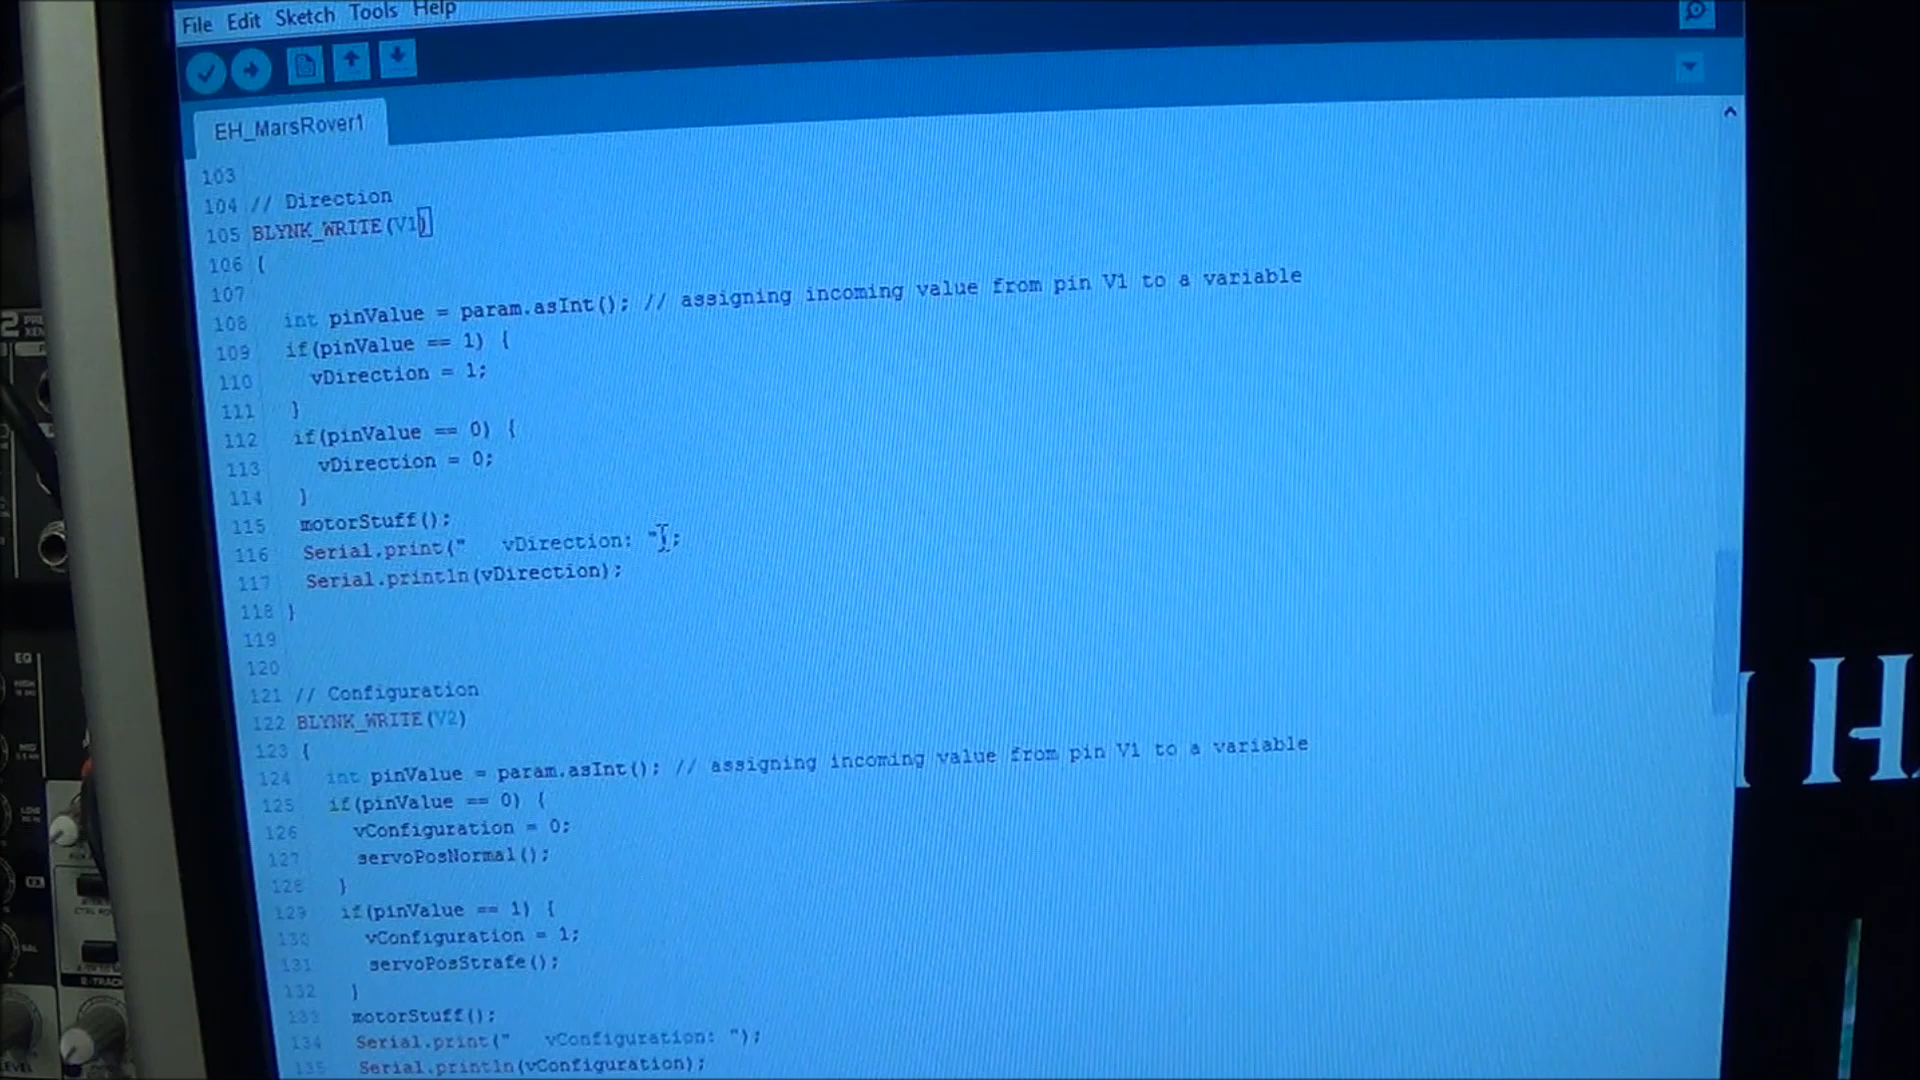 File Edit Sketch Tools Help
EH_MarsRover1
103
104 // Direction
105 BLYNK_WRITE(V1)
106 {
107
108 int pinValue = param.asInt(); // assigning incoming value from pin V1 to a variable
109 if(pinValue == 1) {
110 vDirection = 1;
111 }
112 if(pinValue == 0) {
113 vDirection = 0;
114 }
115 motorStuff();
116 Serial.print("   vDirection: ");
117 Serial.println(vDirection);
118 }
119
120
121 // Configuration
122 BLYNK_WRITE(V2)
123 {
124 int pinValue = param.asInt(); // assigning incoming value from pin V1 to a variable
125 if(pinValue == 0) {
126 vConfiguration = 0;
127 servoPosNormal();
128 }
129 if(pinValue == 1) {
130 vConfiguration = 1;
131 servoPosStrafe();
132 }
133 motorStuff();
134 Serial.print("   vConfiguration: ");
135 Serial.println(vConfiguration);
H
EQ
LEVEL